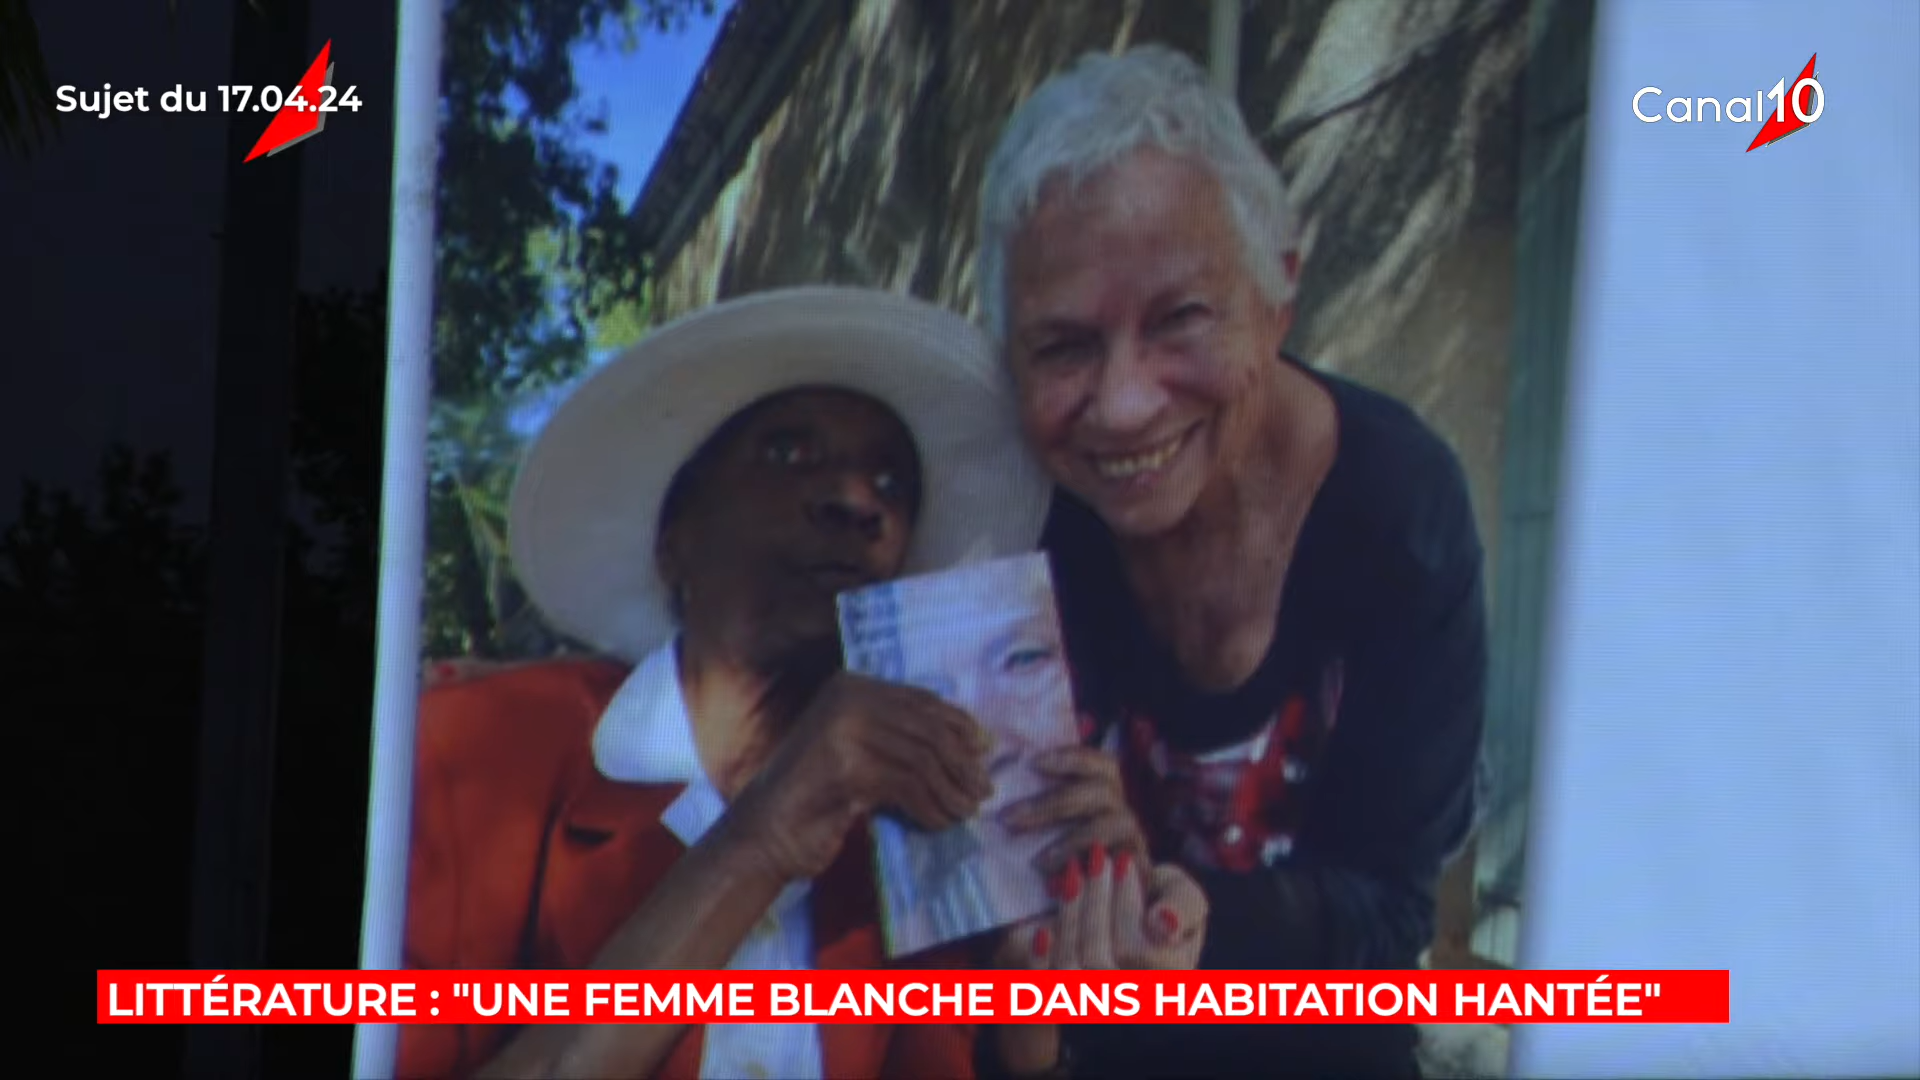 Sujet du 17.04.24
Canal10
LITTÉRATURE : "UNE FEMME BLANCHE DANS HABITATION HANTÉE"